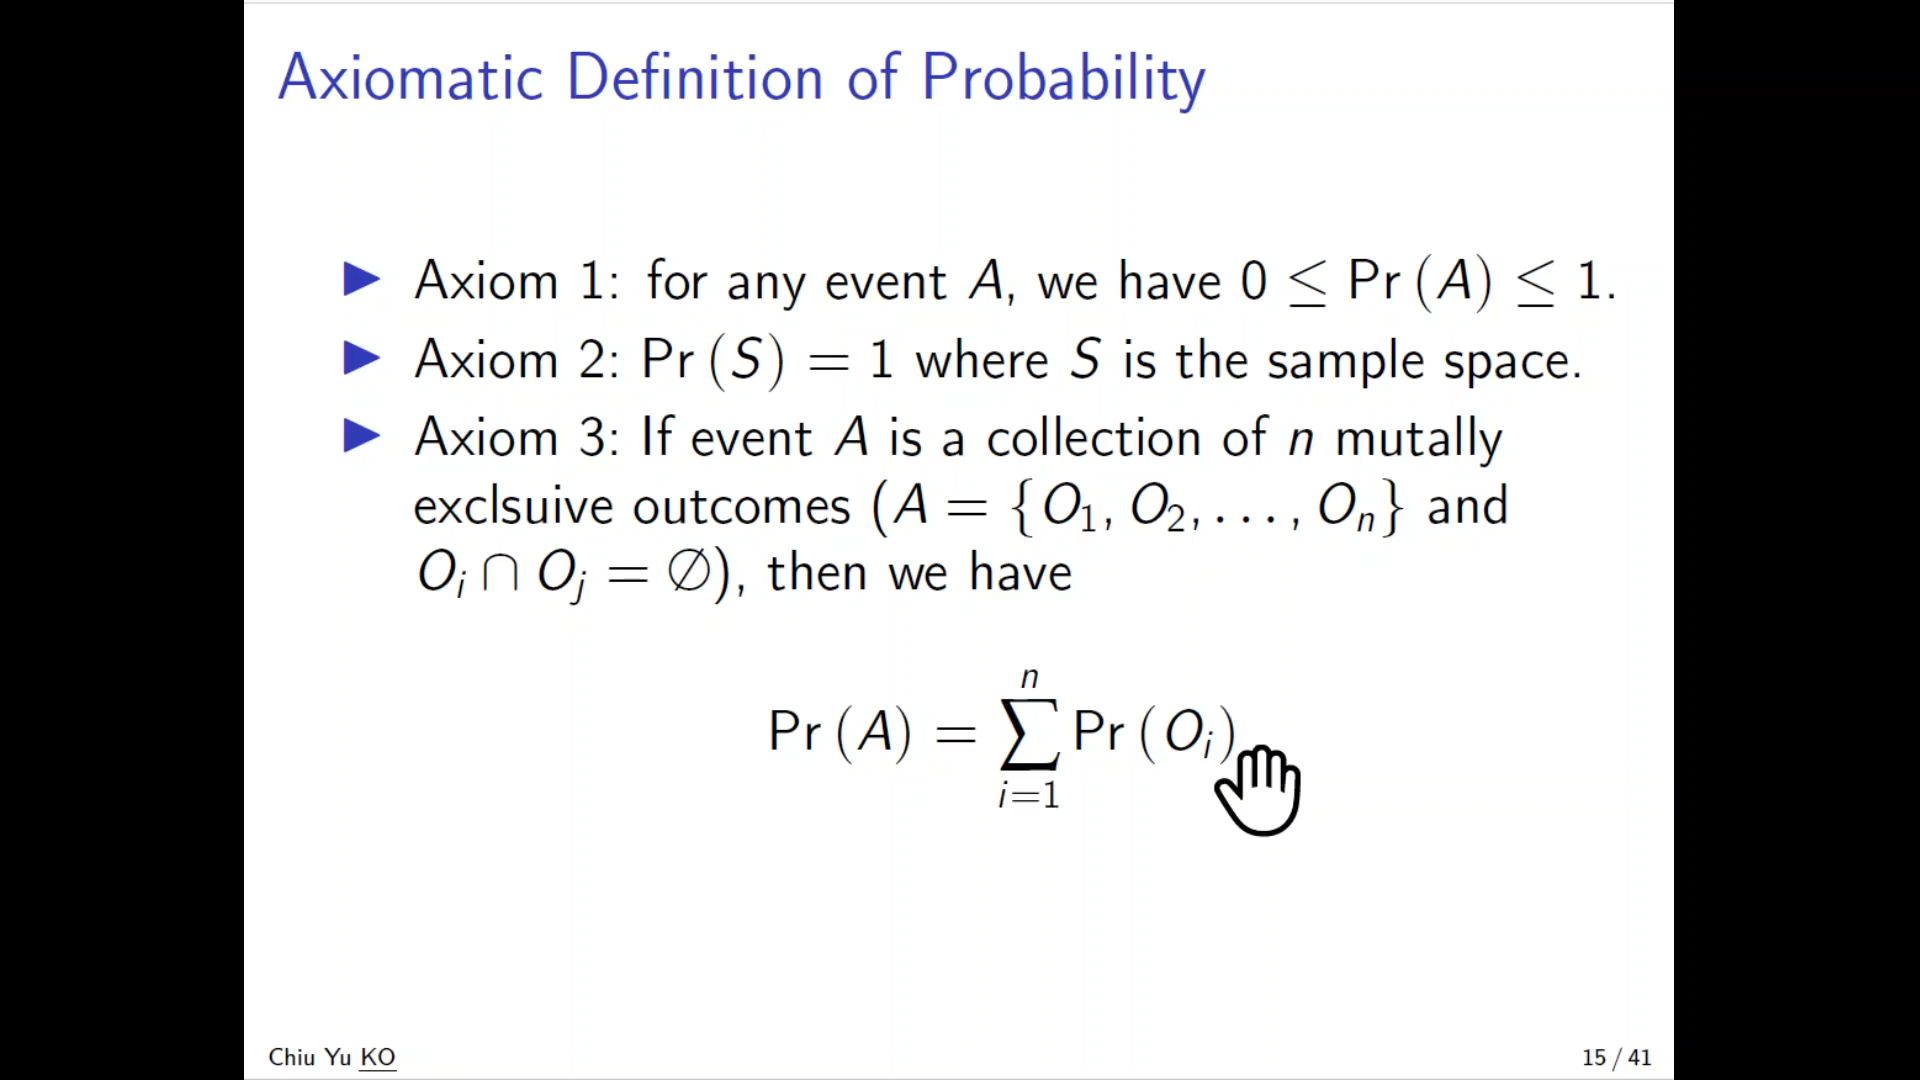 Axiomatic Definition of Probability
▶ Axiom 1: for any event A, we have 0 ≤ Pr (A) ≤ 1.
▶ Axiom 2: Pr (S) = 1 where S is the sample space.
▶ Axiom 3: If event A is a collection of n mutally
exclsuive outcomes (A = {O₁, O₂, . . . , Oₙ} and
Oᵢ ∩ Oⱼ = ∅), then we have
Pr (A) = ∑ⁿᵢ₌₁ Pr (Oᵢ)
Chiu Yu KO
15 / 41